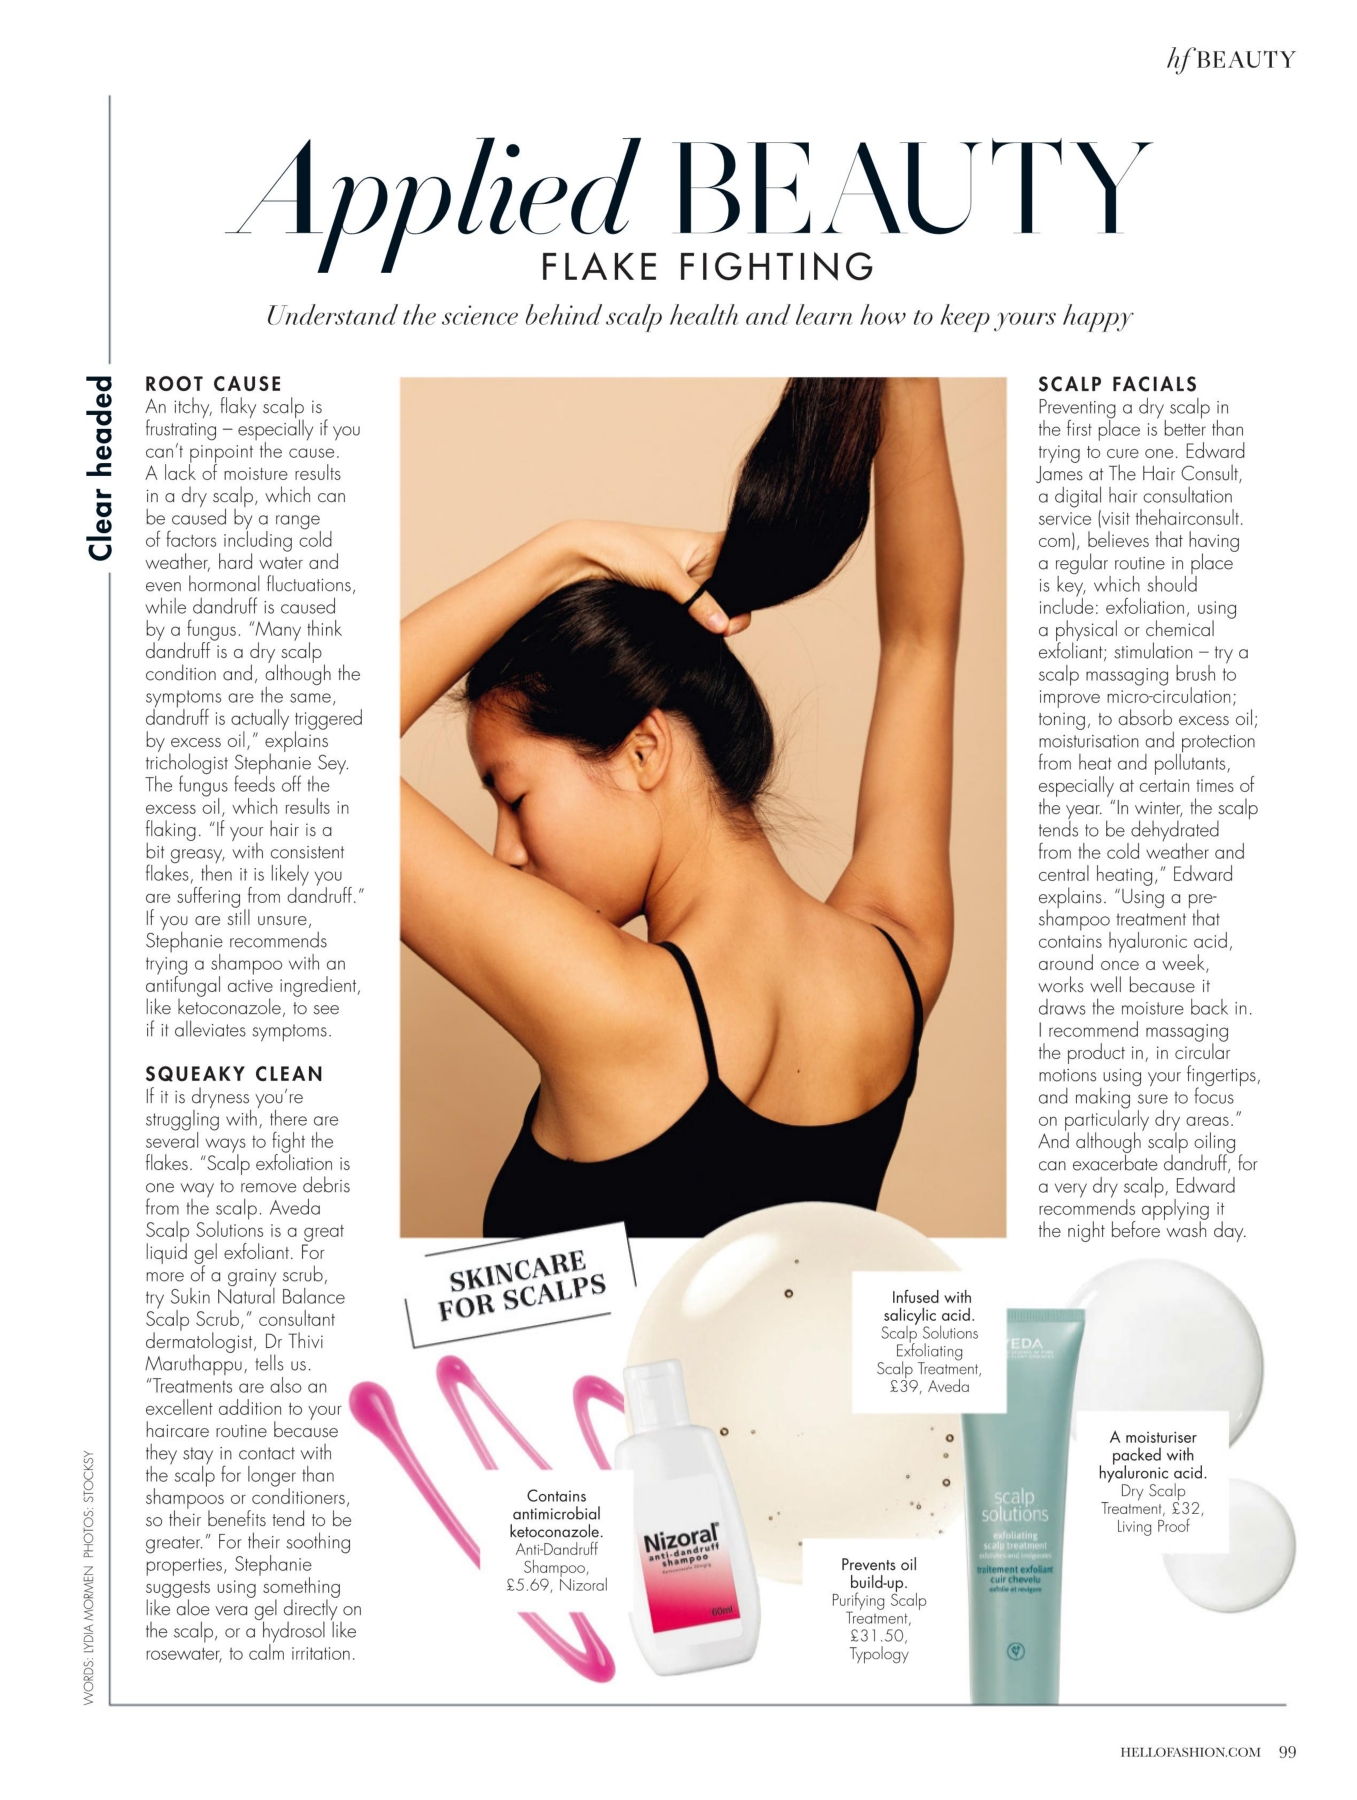 hf BEAUTY
Applied BEAUTY
FLAKE FIGHTING
Understand the science behind scalp health and learn how to keep yours happy
Clear headed
ROOT CAUSE
An itchy, flaky scalp is
frustrating – especially if you
can't pinpoint the cause.
A lack of moisture results
in a dry scalp, which can
be caused by a range
of factors including cold
weather, hard water and
even hormonal fluctuations,
while dandruff is caused
by a fungus. "Many think
dandruff is a dry scalp
condition and, although the
symptoms are the same,
dandruff is actually triggered
by excess oil," explains
trichologist Stephanie Sey.
The fungus feeds off the
excess oil, which results in
flaking. "If your hair is a
bit greasy, with consistent
flakes, then it is likely you
are suffering from dandruff."
If you are still unsure,
Stephanie recommends
trying a shampoo with an
antifungal active ingredient,
like ketoconazole, to see
if it alleviates symptoms.
SQUEAKY CLEAN
If it is dryness you're
struggling with, there are
several ways to fight the
flakes. "Scalp exfoliation is
one way to remove debris
from the scalp. Aveda
Scalp Solutions is a great
liquid gel exfoliant. For
more of a grainy scrub,
try Sukin Natural Balance
Scalp Scrub," consultant
dermatologist, Dr Thivi
Maruthappu, tells us.
"Treatments are also an
excellent addition to your
haircare routine because
they stay in contact with
the scalp for longer than
shampoos or conditioners,
so their benefits tend to be
greater." For their soothing
properties, Stephanie
suggests using something
like aloe vera gel directly on
the scalp, or a hydrosol like
rosewater, to calm irritation.
SCALP FACIALS
Preventing a dry scalp in
the first place is better than
trying to cure one. Edward
James at The Hair Consult,
a digital hair consultation
service (visit thehairconsult.
com), believes that having
a regular routine in place
is key, which should
include: exfoliation, using
a physical or chemical
exfoliant; stimulation – try a
scalp massaging brush to
improve micro-circulation;
toning, to absorb excess oil;
moisturisation and protection
from heat and pollutants,
especially at certain times of
the year. "In winter, the scalp
tends to be dehydrated
from the cold weather and
central heating," Edward
explains. "Using a pre-
shampoo treatment that
contains hyaluronic acid,
around once a week,
works well because it
draws the moisture back in.
I recommend massaging
the product in, in circular
motions using your fingertips,
and making sure to focus
on particularly dry areas."
And although scalp oiling
can exacerbate dandruff, for
a very dry scalp, Edward
recommends applying it
the night before wash day.
SKINCARE
FOR SCALPS
Contains
antimicrobial
ketoconazole.
Anti-Dandruff
Shampoo,
£5.69, Nizoral
Nizoral
anti-dandruff
shampoo
60ml
Infused with
salicylic acid.
Scalp Solutions
Exfoliating
Scalp Treatment,
£39, Aveda
Prevents oil
build-up.
Purifying Scalp
Treatment,
£31.50,
Typology
scalp
solutions
exfoliating
scalp treatment
exfoliates and invigorates
traitement exfoliant
cuir chevelu
exfolie et revigore
A moisturiser
packed with
hyaluronic acid.
Dry Scalp
Treatment, £32,
Living Proof
WORDS: LYDIA MORMEN PHOTOS: STOCKSY
HELLOFASHION.COM 99